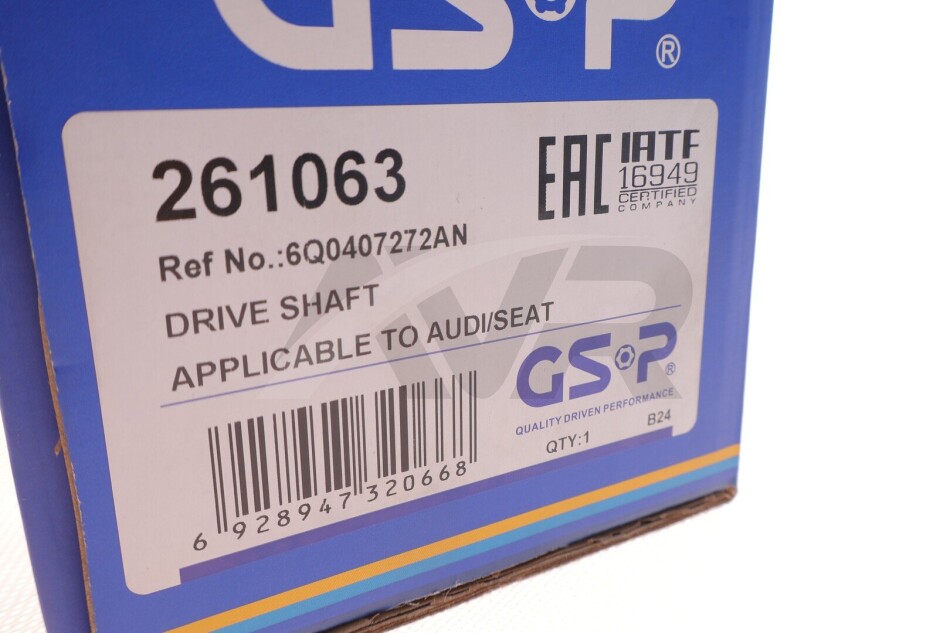 GSP®
261063
EAC IATF
16949
CERTIFIED
COMPANY
Ref No.:6Q0407272AN
DRIVE SHAFT
APPLICABLE TO AUDI/SEAT
AVR
GSP®
QUALITY DRIVEN PERFORMANCE
QTY:1 B24
6 928947 320668